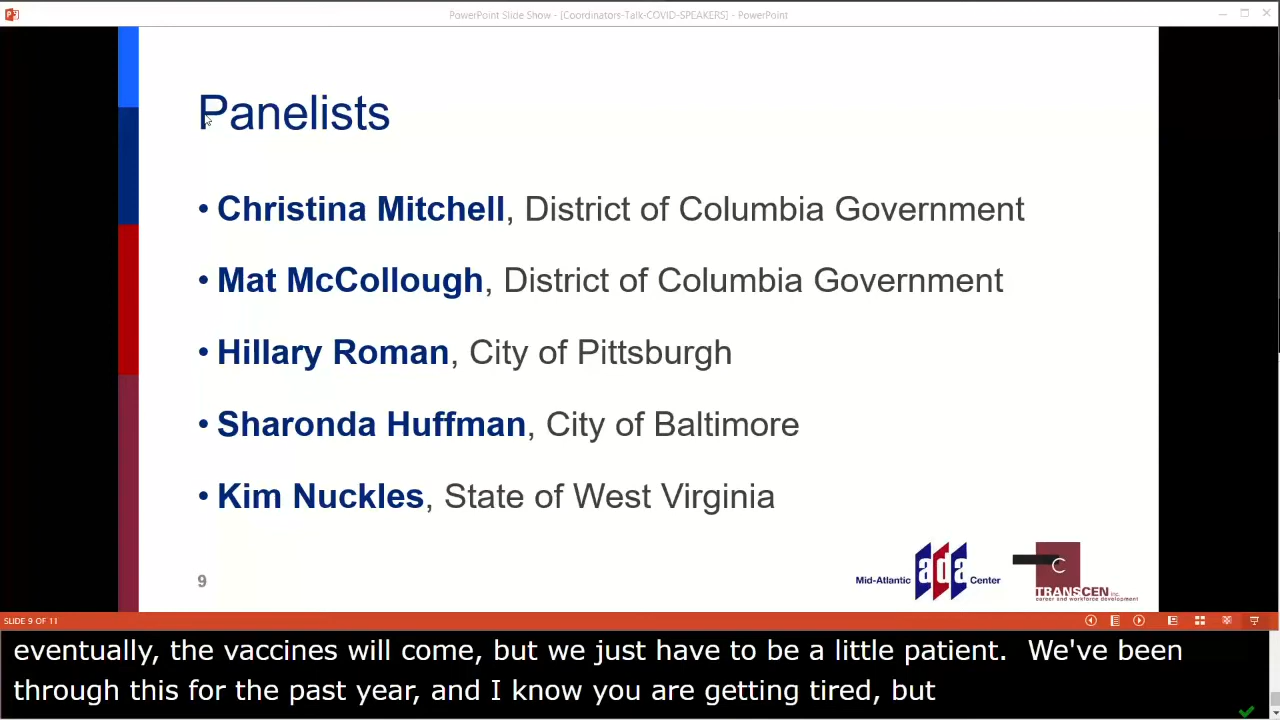 PowerPoint Slide Show - [Coordinators-Talk-COVID-SPEAKERS] - PowerPoint
Panelists
• Christina Mitchell, District of Columbia Government
• Mat McCollough, District of Columbia Government
• Hillary Roman, City of Pittsburgh
• Sharonda Huffman, City of Baltimore
• Kim Nuckles, State of West Virginia
9
Mid-Atlantic ada Center
C
TRANSCEN inc.
career and workforce development
SLIDE 9 OF 11
eventually, the vaccines will come, but we just have to be a little patient.  We've been
through this for the past year, and I know you are getting tired, but